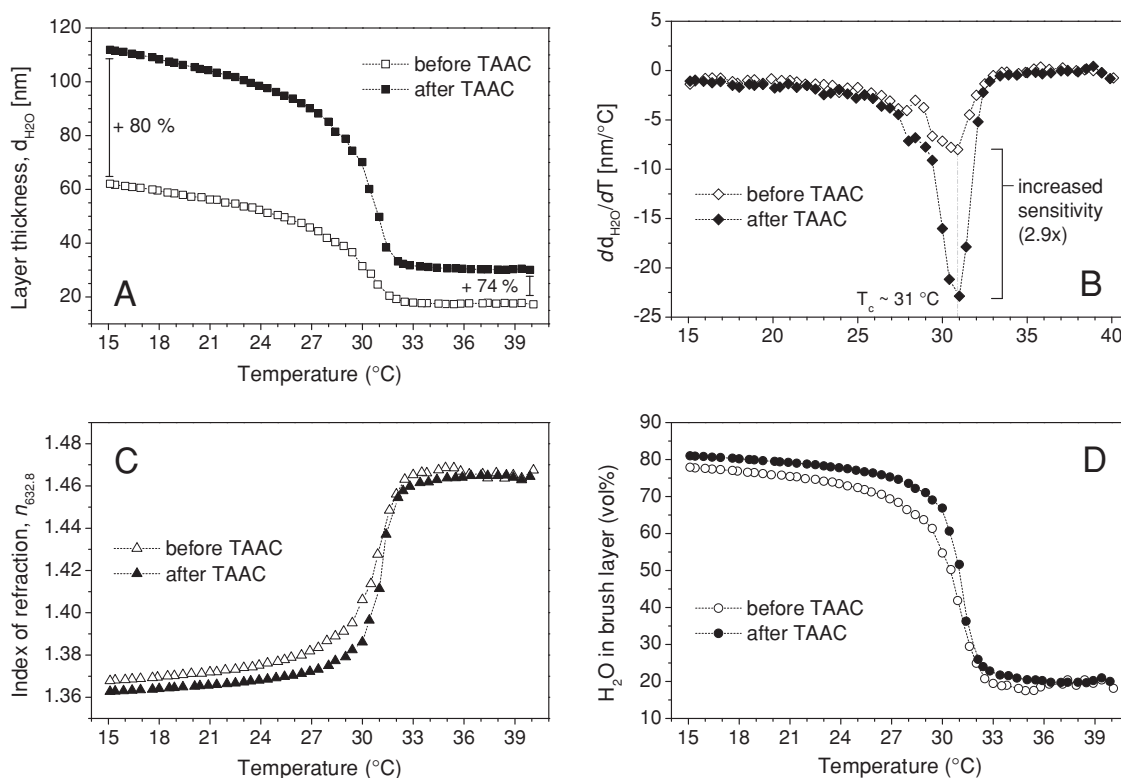 120
100
80
60
40
20
Layer thickness, d_H2O [nm]
before TAAC
after TAAC
+ 80 %
+ 74 %
A
15 18 21 24 27 30 33 36 39
Temperature (°C)
5
0
-5
-10
-15
-20
-25
dd_H2O/dT [nm/°C]
before TAAC
after TAAC
increased
sensitivity
(2.9x)
T_c ~ 31 °C
B
15 20 25 30 35 40
Temperature (°C)
1.48
1.46
1.44
1.42
1.40
1.38
1.36
Index of refraction, n_632.8
C
before TAAC
after TAAC
15 18 21 24 27 30 33 36 39
Temperature (°C)
90
80
70
60
50
40
30
20
10
H_2O in brush layer (vol%)
D
before TAAC
after TAAC
15 18 21 24 27 30 33 36 39
Temperature (°C)